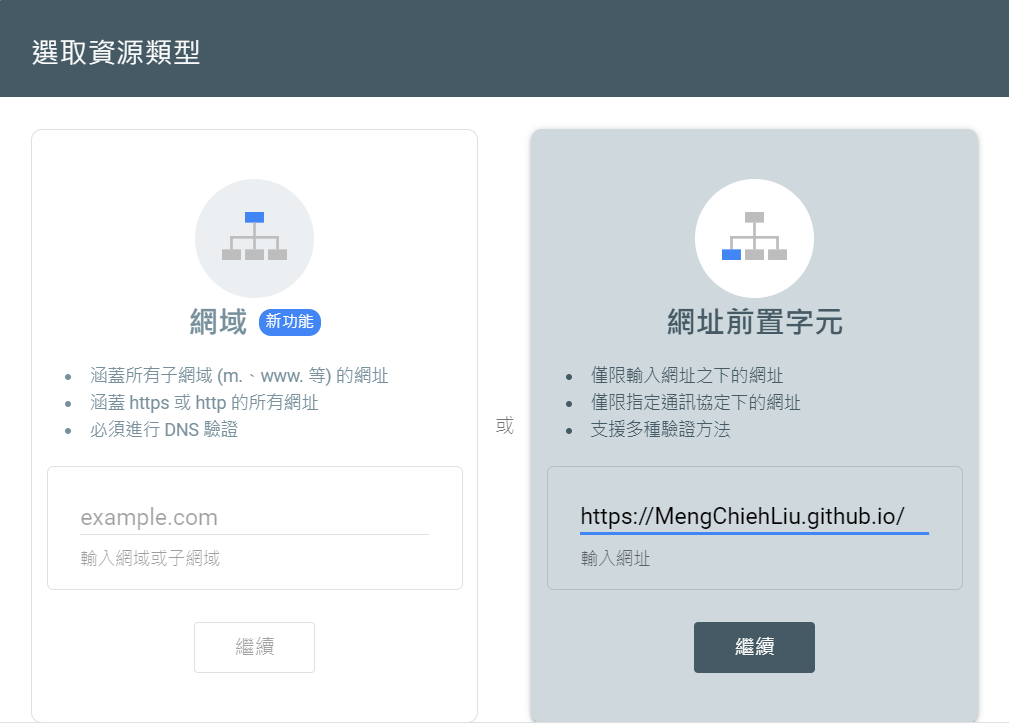 選取資源類型
網域 新功能
涵蓋所有子網域 (m.、www. 等) 的網址
涵蓋 https 或 http 的所有網址
必須進行 DNS 驗證
example.com
輸入網域或子網域
繼續
或
網址前置字元
僅限輸入網址之下的網址
僅限指定通訊協定下的網址
支援多種驗證方法
https://MengChiehLiu.github.io/
輸入網址
繼續